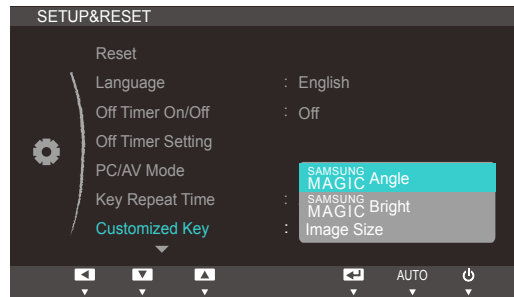 SETUP&RESET
Reset
Language : English
Off Timer On/Off : Off
Off Timer Setting
PC/AV Mode
SAMSUNG MAGIC Angle
Key Repeat Time :
SAMSUNG MAGIC Bright
Customized Key :
Image Size
AUTO